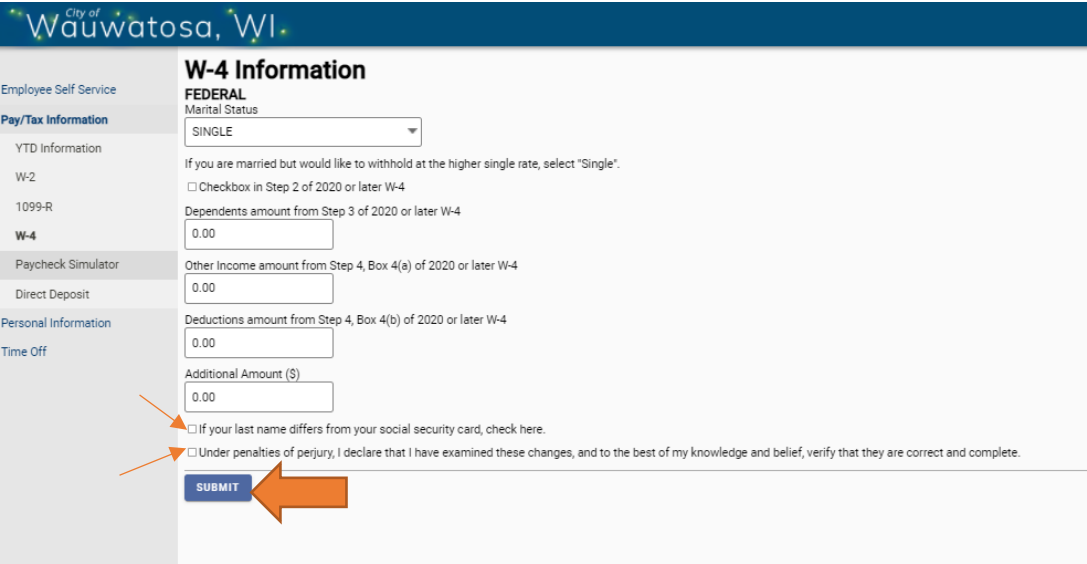 City of
Wauwatosa, WI
Employee Self Service
Pay/Tax Information
YTD Information
W-2
1099-R
W-4
Paycheck Simulator
Direct Deposit
Personal Information
Time Off
W-4 Information
FEDERAL
Marital Status
SINGLE
If you are married but would like to withhold at the higher single rate, select "Single".
Checkbox in Step 2 of 2020 or later W-4
Dependents amount from Step 3 of 2020 or later W-4
0.00
Other Income amount from Step 4, Box 4(a) of 2020 or later W-4
0.00
Deductions amount from Step 4, Box 4(b) of 2020 or later W-4
0.00
Additional Amount ($)
0.00
If your last name differs from your social security card, check here.
Under penalties of perjury, I declare that I have examined these changes, and to the best of my knowledge and belief, verify that they are correct and complete.
SUBMIT